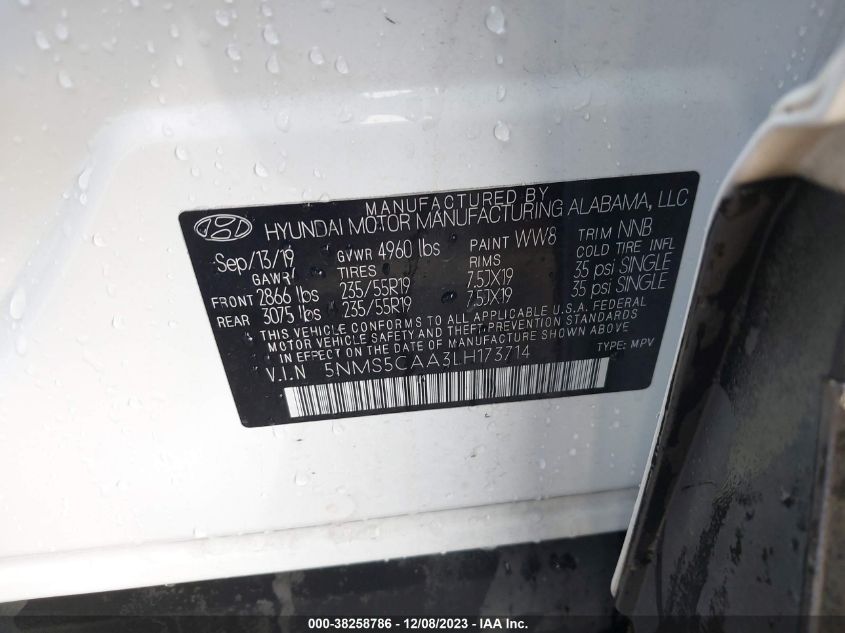 MANUFACTURED BY
HYUNDAI MOTOR MANUFACTURING ALABAMA, LLC
Sep/13/19 GVWR 4960 lbs PAINT WW8 TRIM NNB
GAWR TIRES RIMS COLD TIRE INFL
FRONT 2866 lbs 235/55R19 7.5JX19 35 psi SINGLE
REAR 3075 lbs 235/55R19 7.5JX19 35 psi SINGLE
THIS VEHICLE CONFORMS TO ALL APPLICABLE U.S.A. FEDERAL
MOTOR VEHICLE SAFETY AND THEFT PREVENTION STANDARDS
IN EFFECT ON THE DATE OF MANUFACTURE SHOWN ABOVE
V.I.N 5NMS5CAA3LH173714 TYPE: MPV
000-38258786 - 12/08/2023 - © IAA Inc.